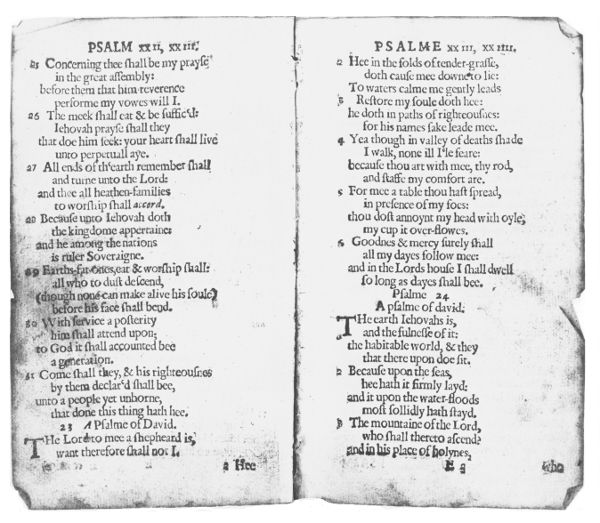 PSALM xxii, xxiii.
25 Concerning thee shall be my prayse
in the great assembly:
before them that him reverence
performe my vowes will I.
26 The meek shall eat & be suffic'd:
Iehovah prayse shall they
that doe him seek: your heart shall live
unto perpetuall aye.
27 All ends of th'earth remember shall
and turne unto the Lord:
and thee all heathen-families
to worship shall accord.
28 Because unto Iehovah doth
the kingdome appertaine:
and he among the nations
is ruler Soveraigne.
29 Earths-fat-ones, eat & worship shall:
all who to dust descend,
(though none can make alive his soule)
before his face shall bend.
30 With service a posterity
him shall attend upon;
to God it shall accounted bee
a generation.
31 Come shall they, & his righteousnes
by them declar'd shall bee,
unto a people yet unborne,
that done this thing hath hee.
23 A Psalme of David.
THe Lord to mee a shepheard is,
want therefore shall not I.
2 Hee
PSALME xxiii, xxiiii.
2 Hee in the folds of tender-grasse,
doth cause mee downe to lie:
To waters calme me gently leads
3 Restore my soule doth hee:
he doth in paths of righteousnes:
for his names sake leade mee.
4 Yea though in valley of deaths shade
I walk, none ill I'le feare:
because thou art with mee, thy rod,
and staffe my comfort are.
5 For mee a table thou hast spread,
in presence of my foes:
thou dost annoynt my head with oyle,
my cup it over-flowes.
6 Goodnes & mercy surely shall
all my dayes follow mee:
and in the Lords house I shall dwell
so long as dayes shall bee.
Psalme 24
A psalme of david.
THe earth Iehovahs is,
and the fulnesse of it:
the habitable world, & they
that there upon doe sit.
2 Because upon the seas,
hee hath it firmly layd:
and it upon the water-floods
most sollidly hath stayd.
3 The mountaine of the Lord,
who shall thereto ascend?
and in his place of holynes,
E 2 Who